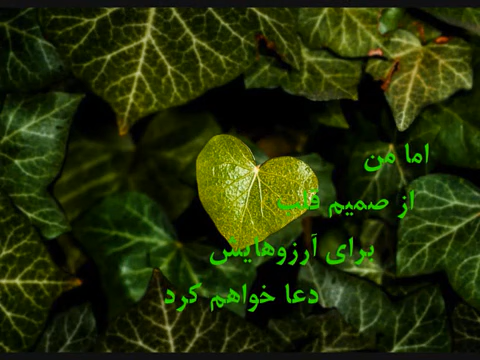 اما من
از صمیم قلب
برای آرزوهایش
دعا خواهم کرد